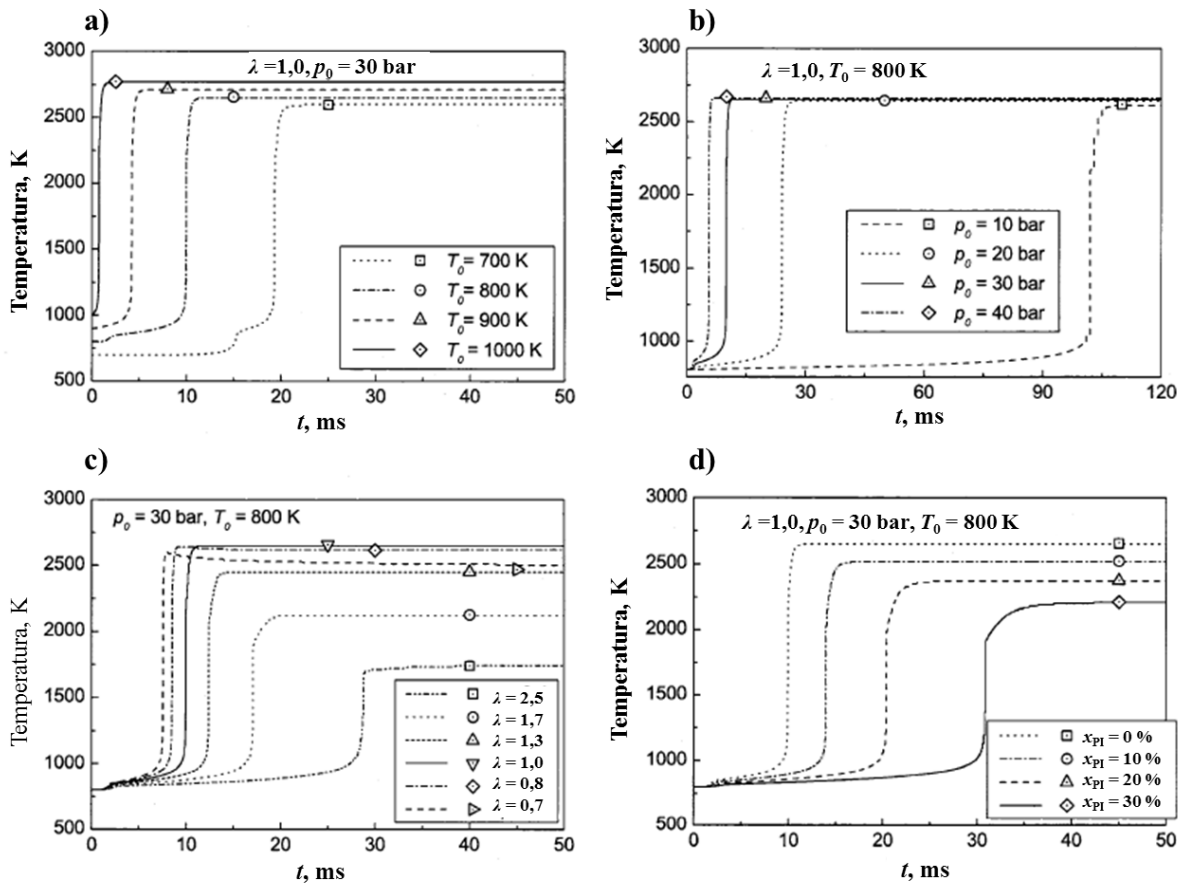 a)
λ =1,0, p₀ = 30 bar
3000
2500
2000
1500
1000
500
Temperatura, K
T₀ = 700 K
T₀ = 800 K
T₀ = 900 K
T₀ = 1000 K
0 10 20 30 40 50
t, ms
b)
λ =1,0, T₀ = 800 K
3000
2500
2000
1500
1000
Temperatura, K
p₀ = 10 bar
p₀ = 20 bar
p₀ = 30 bar
p₀ = 40 bar
0 30 60 90 120
t, ms
c)
p₀ = 30 bar, T₀ = 800 K
3000
2500
2000
1500
1000
500
Temperatura, K
λ = 2,5
λ = 1,7
λ = 1,3
λ = 1,0
λ = 0,8
λ = 0,7
0 10 20 30 40 50
t, ms
d)
λ =1,0, p₀ = 30 bar, T₀ = 800 K
3000
2500
2000
1500
1000
500
Temperatura, K
xPI = 0 %
xPI = 10 %
xPI = 20 %
xPI = 30 %
0 10 20 30 40 50
t, ms